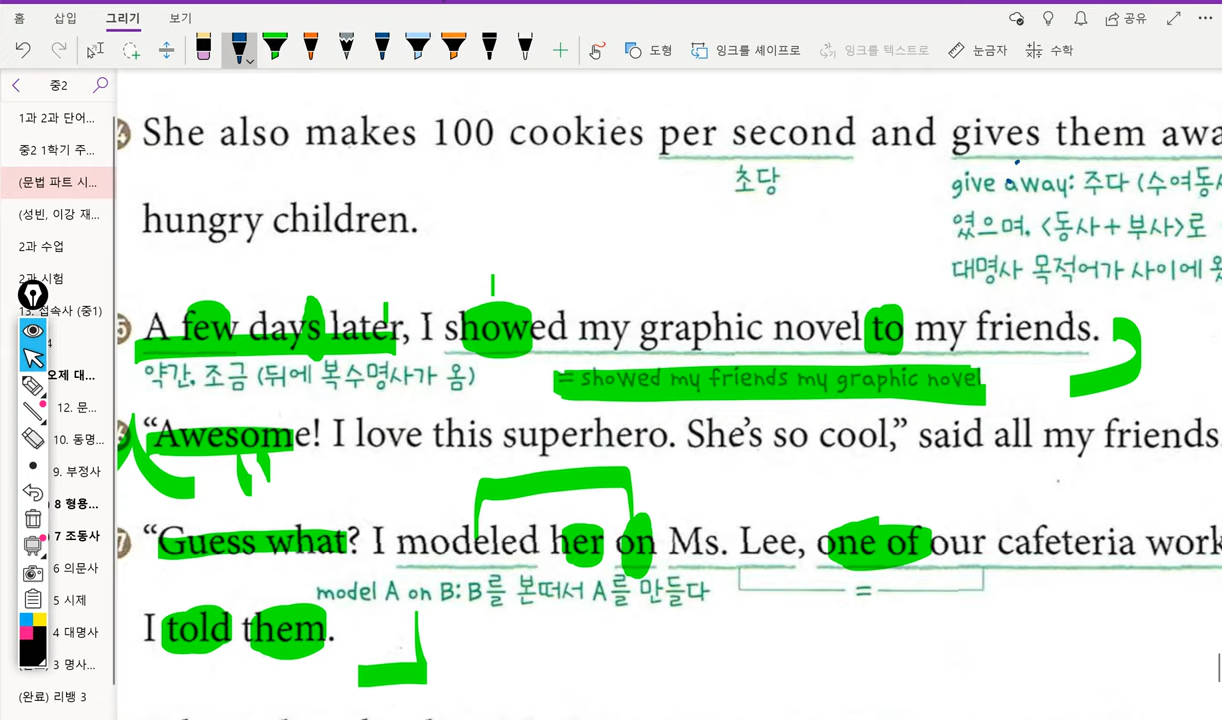 홈 삽입 그리기 보기 공유
도형 잉크를 셰이프로 잉크를 텍스트로 눈금자 수학
중2
1과 2과 단어...
중2 1학기 주...
(문법 파트 시...
(성빈, 이강 재...
2과 수업
2과 시험
13. 접속사 (중1)
4
오제 대...
12. 문...
10. 동명...
9. 부정사
8 형용...
7 조동사
6 의문사
5 시제
4 대명사
3 명사...
(완료) 리뱅 3
She also makes 100 cookies per second and gives them awa
초당
give away: 주다 (수여동사
였으며, <동사+부사>로
hungry children.
대명사 목적어가 사이에 왔
5 A few days later, I showed my graphic novel to my friends.
약간, 조금 (뒤에 복수명사가 옴)
= showed my friends my graphic novel
“Awesome! I love this superhero. She’s so cool,” said all my friends.
7 “Guess what? I modeled her on Ms. Lee, one of our cafeteria work
model A on B: B를 본떠서 A를 만들다
=
I told them.